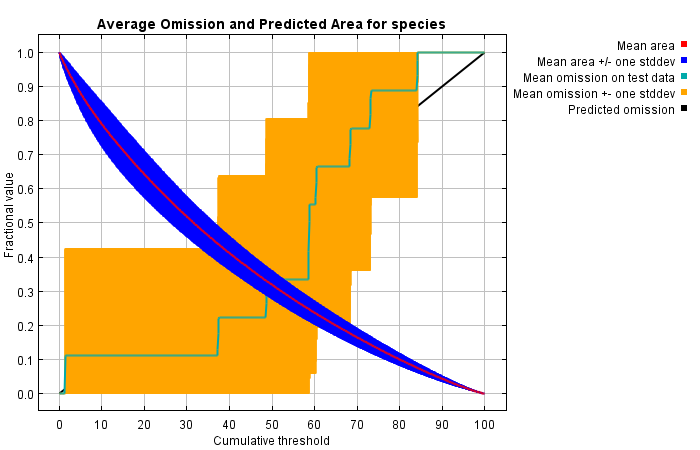 Average Omission and Predicted Area for species
Mean area
Mean area +/- one stddev
Mean omission on test data
Mean omission +- one stddev
Predicted omission
Fractional value
1.0
0.9
0.8
0.7
0.6
0.5
0.4
0.3
0.2
0.1
0.0
0 10 20 30 40 50 60 70 80 90 100
Cumulative threshold